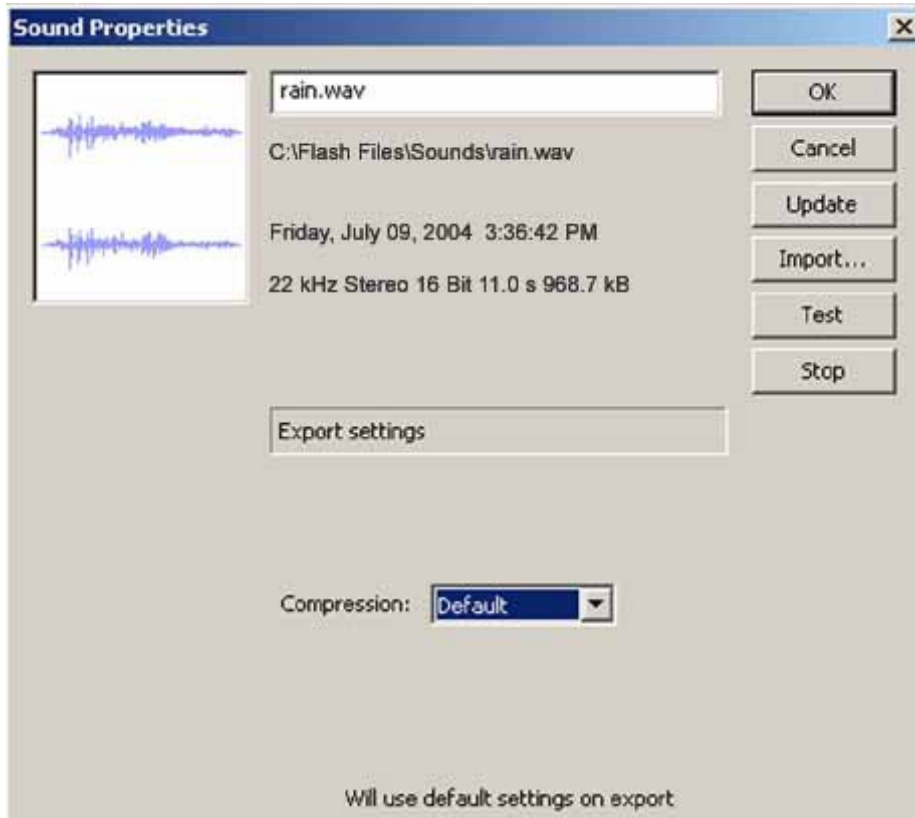 Sound Properties
rain.wav
OK
C:\Flash Files\Sounds\rain.wav
Cancel
Update
Friday, July 09, 2004 3:36:42 PM
Import...
22 kHz Stereo 16 Bit 11.0 s 968.7 kB
Test
Stop
Export settings
Compression: Default
Will use default settings on export